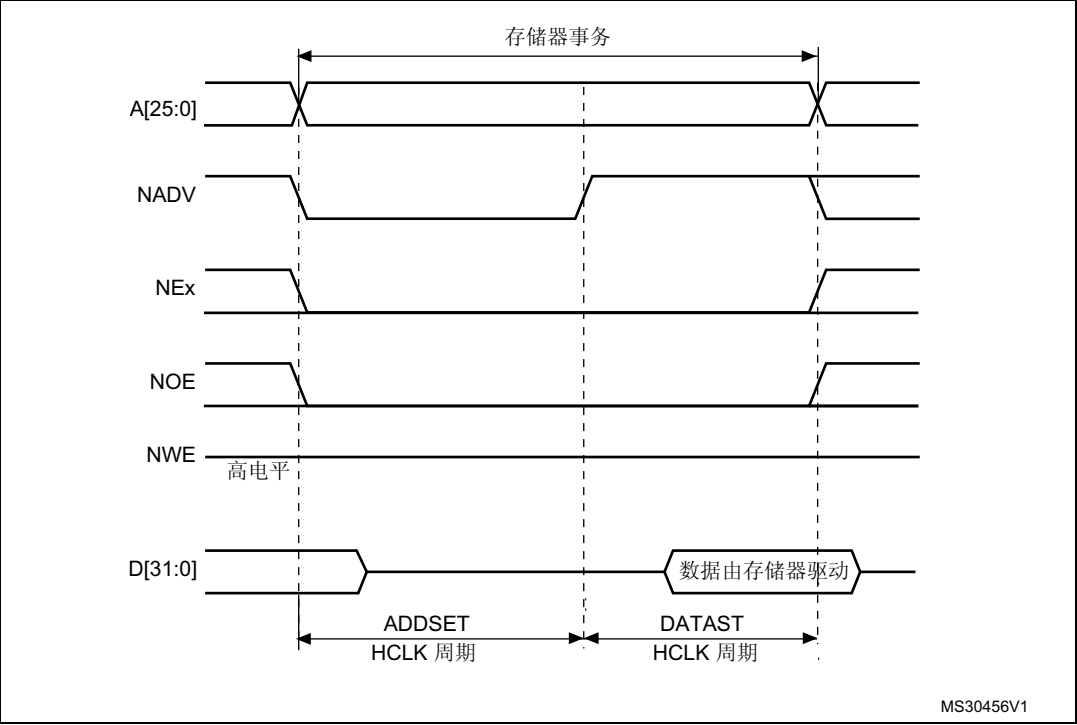 存储器事务
A[25:0]
NADV
NEx
NOE
NWE
高电平
D[31:0]
数据由存储器驱动
ADDSET
HCLK 周期
DATAST
HCLK 周期
MS30456V1